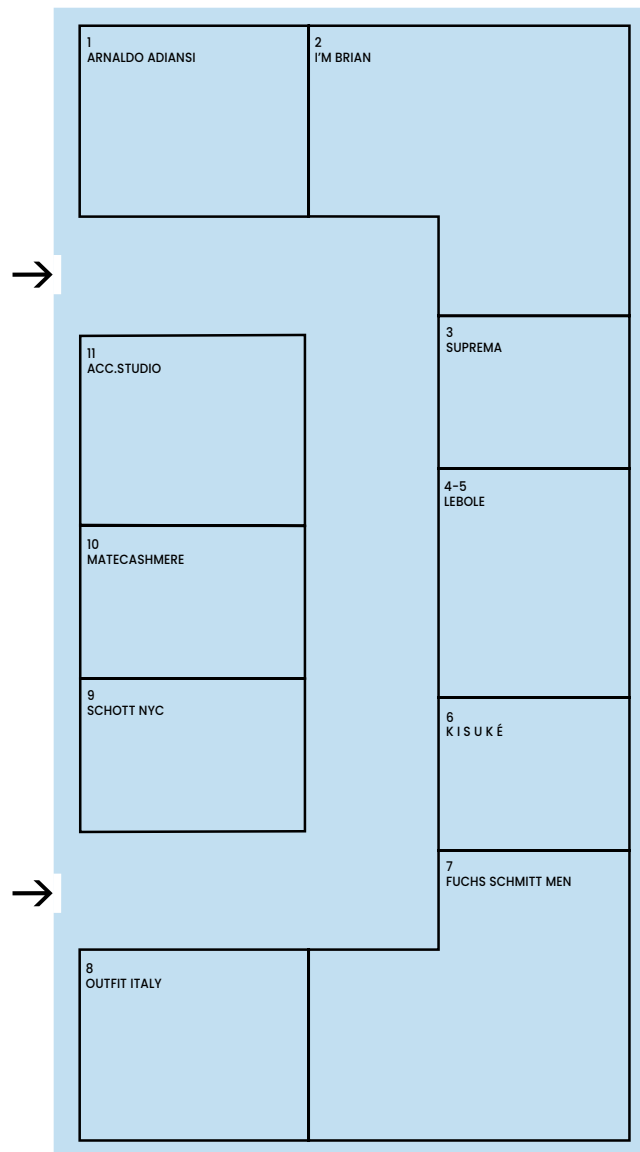 1
ARNALDO ADIANSI
2
I'M BRIAN
11
ACC.STUDIO
3
SUPREMA
4-5
LEBOLE
10
MATECASHMERE
9
SCHOTT NYC
6
K I S U K É
7
FUCHS SCHMITT MEN
8
OUTFIT ITALY